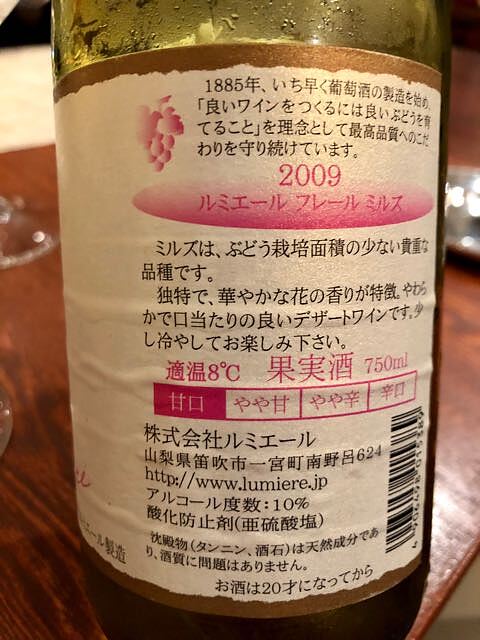 1885年、いち早く葡萄酒の製造を始め、
「良いワインをつくるには良いぶどうを育
てること」を理念として最高品質へのこだ
わりを守り続けています。
2009
ルミエール フレール ミルズ
ミルズは、ぶどう栽培面積の少ない貴重な
品種です。
独特で、華やかな花の香りが特徴。やわら
かで口当たりの良いデザートワインです。少
し冷やしてお楽しみ下さい。
適温8℃ 果実酒 750ml
甘口 やや甘 やや辛 辛口
株式会社ルミエール
山梨県笛吹市一宮町南野呂624
http://www.lumiere.jp
アルコール度数:10%
酸化防止剤(亜硫酸塩)
沈殿物(タンニン、酒石)は天然成分であ
り、酒質に問題はありません。
お酒は20才になってから
ール製造